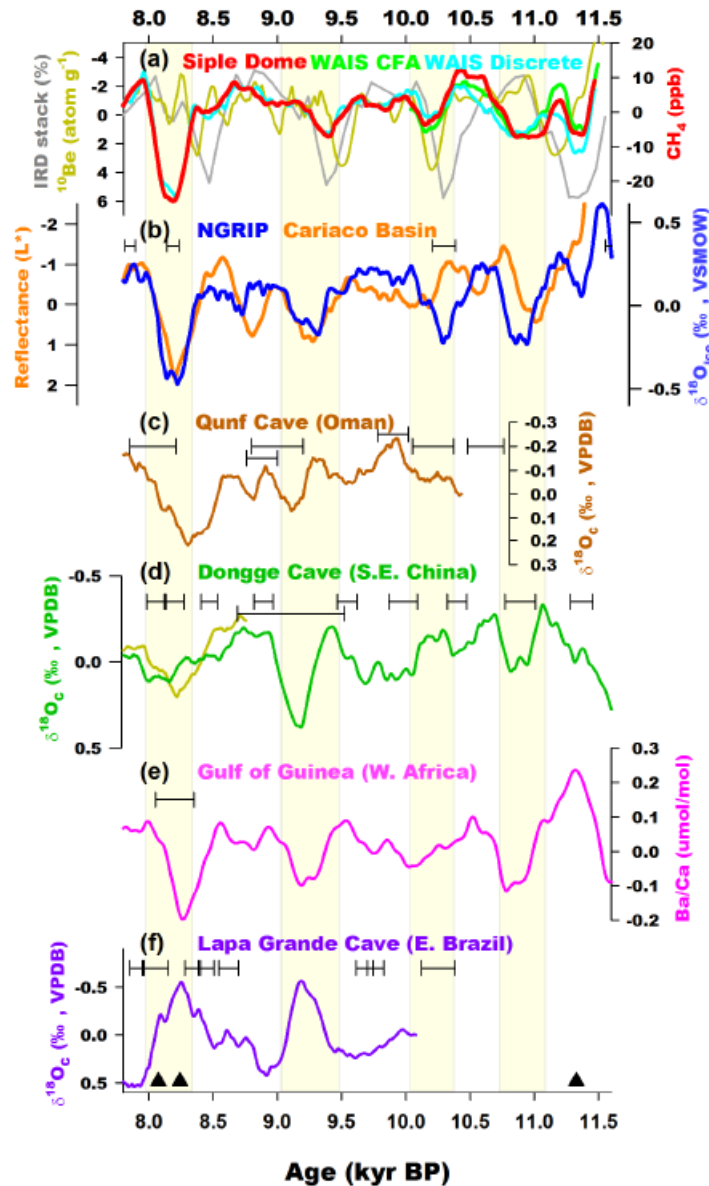 8.0 8.5 9.0 9.5 10.0 10.5 11.0 11.5
(a) Siple Dome WAIS CFA WAIS Discrete
IRD stack (%)
¹⁰Be (atom g⁻¹)
-4
-2
0
2
4
6
20
10
0
-10
-20
CH₄ (ppb)
(b) NGRIP Cariaco Basin
Reflectance (L*)
-2
-1
0
1
2
0.5
0.0
-0.5
δ¹⁸O_ice (‰ , VSMOW)
(c) Qunf Cave (Oman)
-0.3
-0.2
-0.1
0.0
0.1
0.2
0.3
δ¹⁸O_c (‰ , VPDB)
(d) Dongge Cave (S.E. China)
δ¹⁸O_c (‰ , VPDB)
-0.5
0.0
0.5
(e) Gulf of Guinea (W. Africa)
0.3
0.2
0.1
0.0
-0.1
-0.2
Ba/Ca (umol/mol)
(f) Lapa Grande Cave (E. Brazil)
δ¹⁸O_c (‰ , VPDB)
-0.5
0.0
0.5
8.0 8.5 9.0 9.5 10.0 10.5 11.0 11.5
Age (kyr BP)